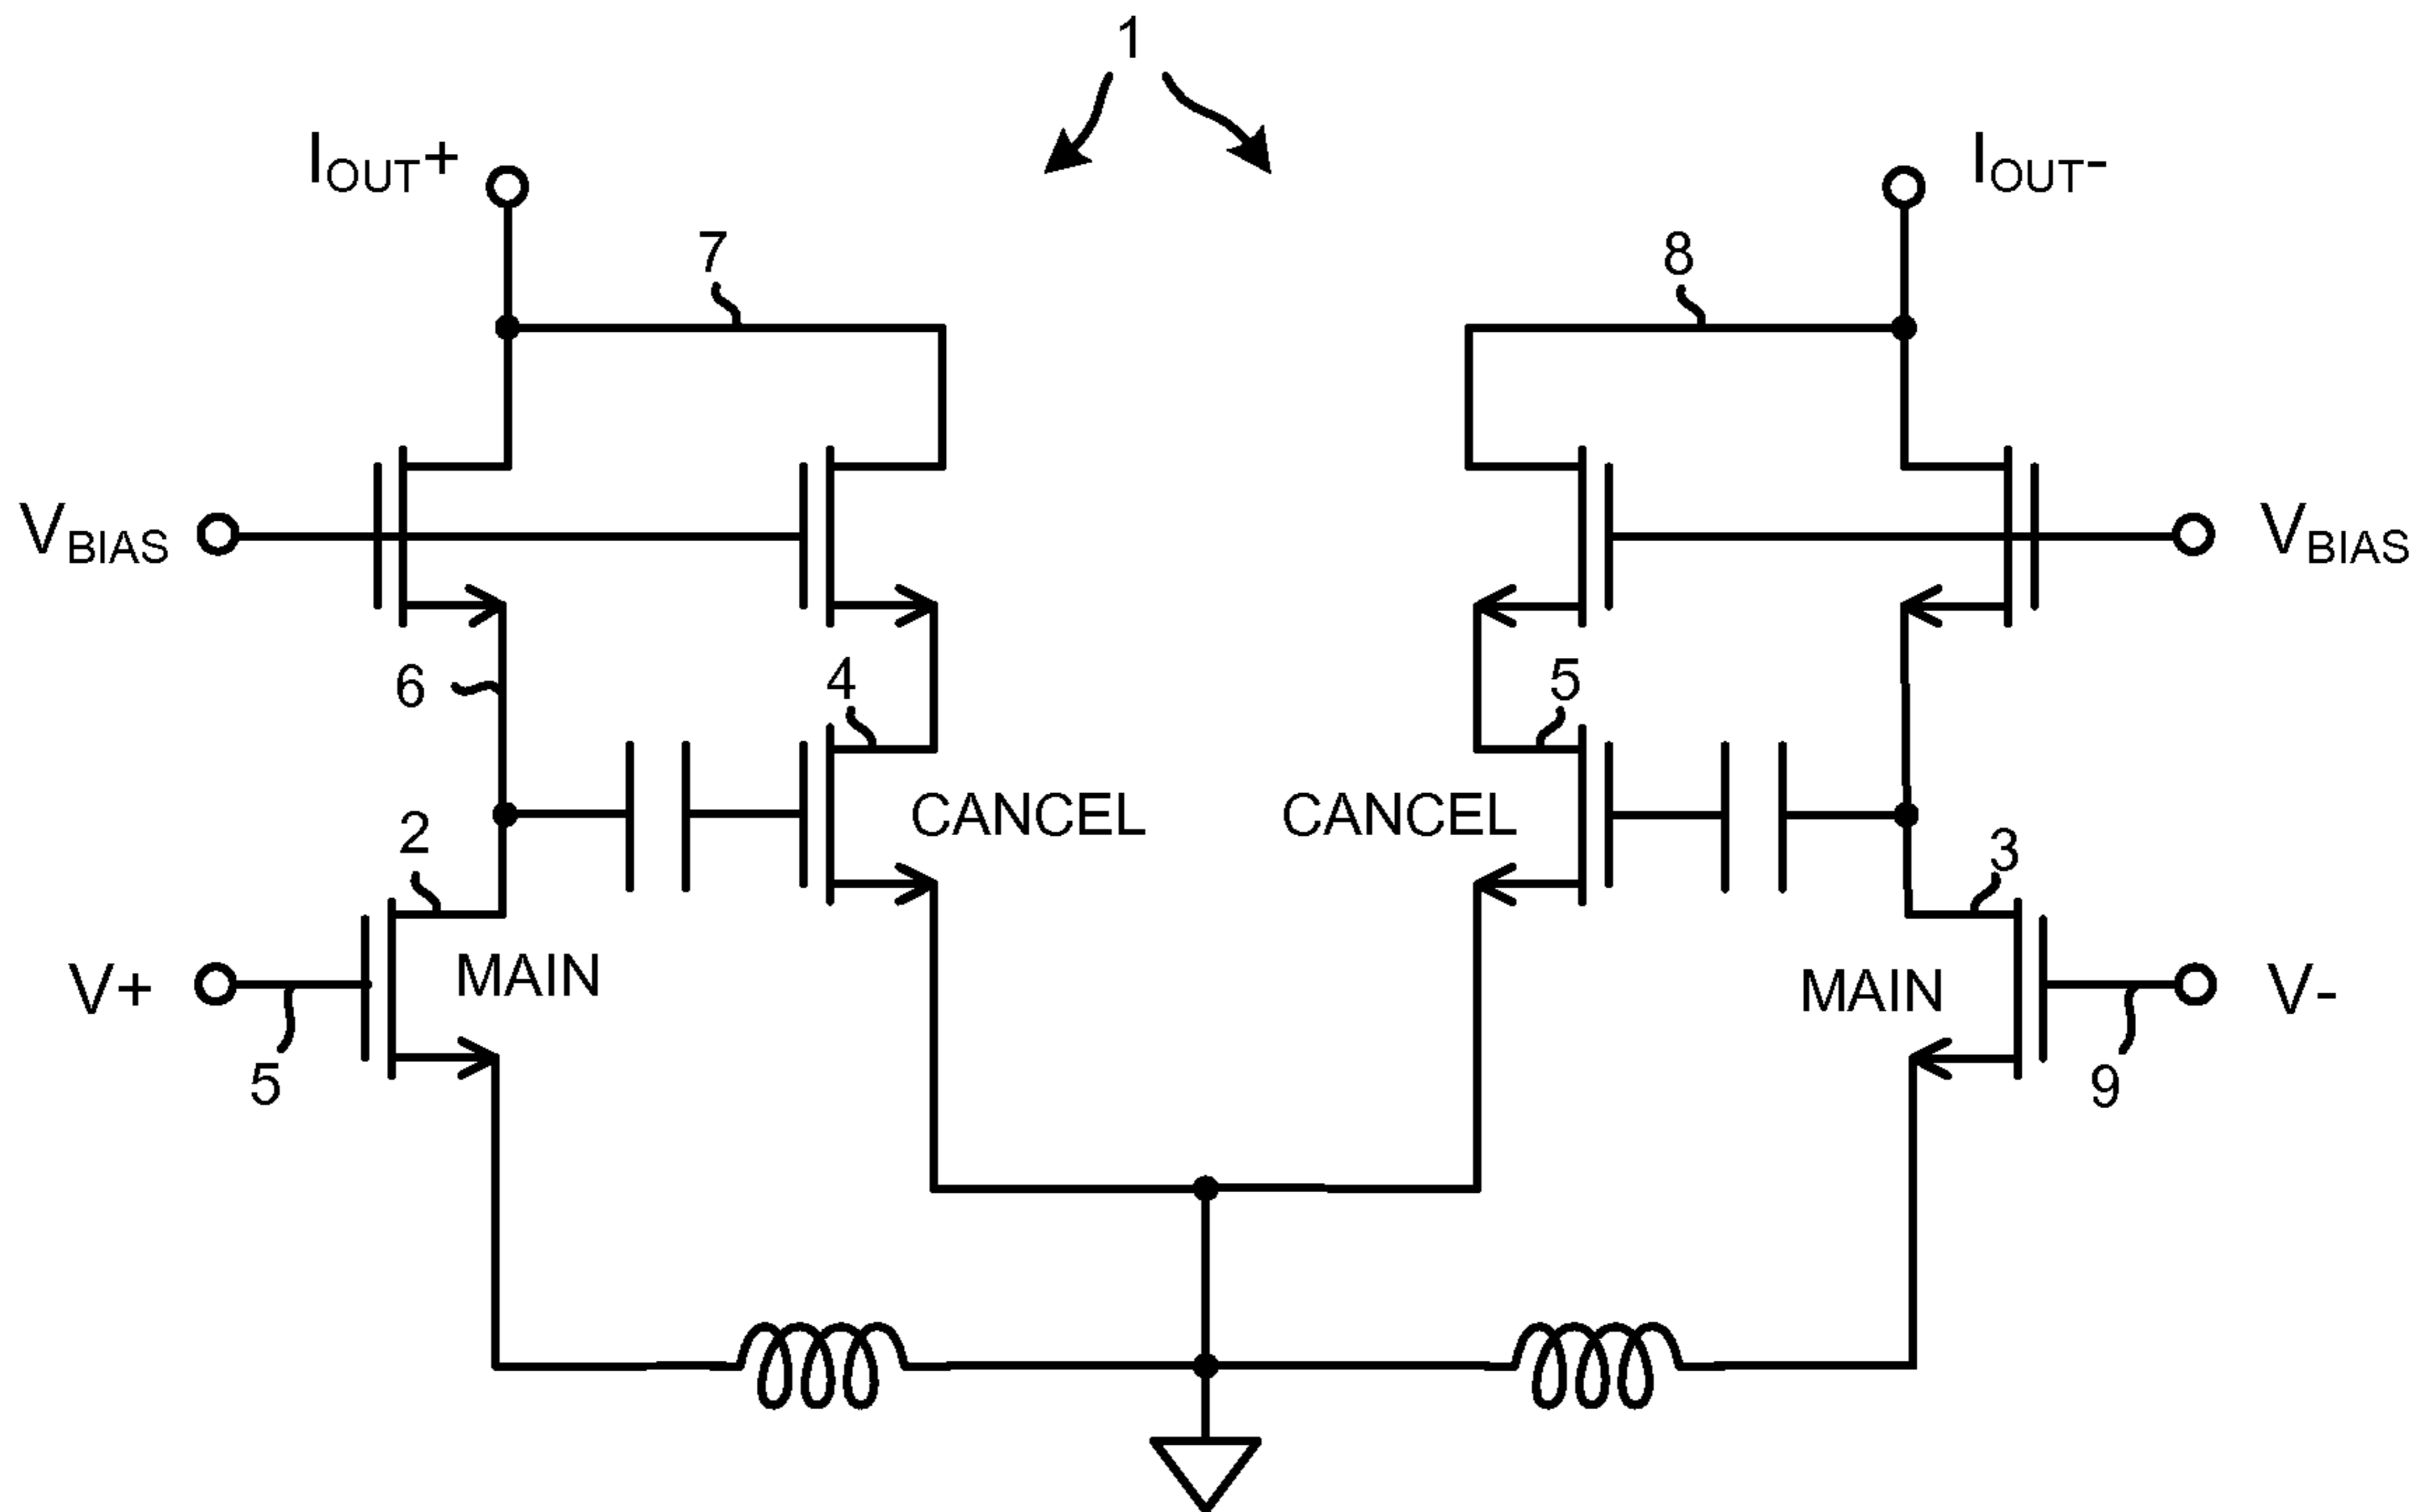 1
IOUT+
IOUT-
7
8
VBIAS
VBIAS
6
4
5
CANCEL
CANCEL
2
3
MAIN
MAIN
V+
V-
5
9